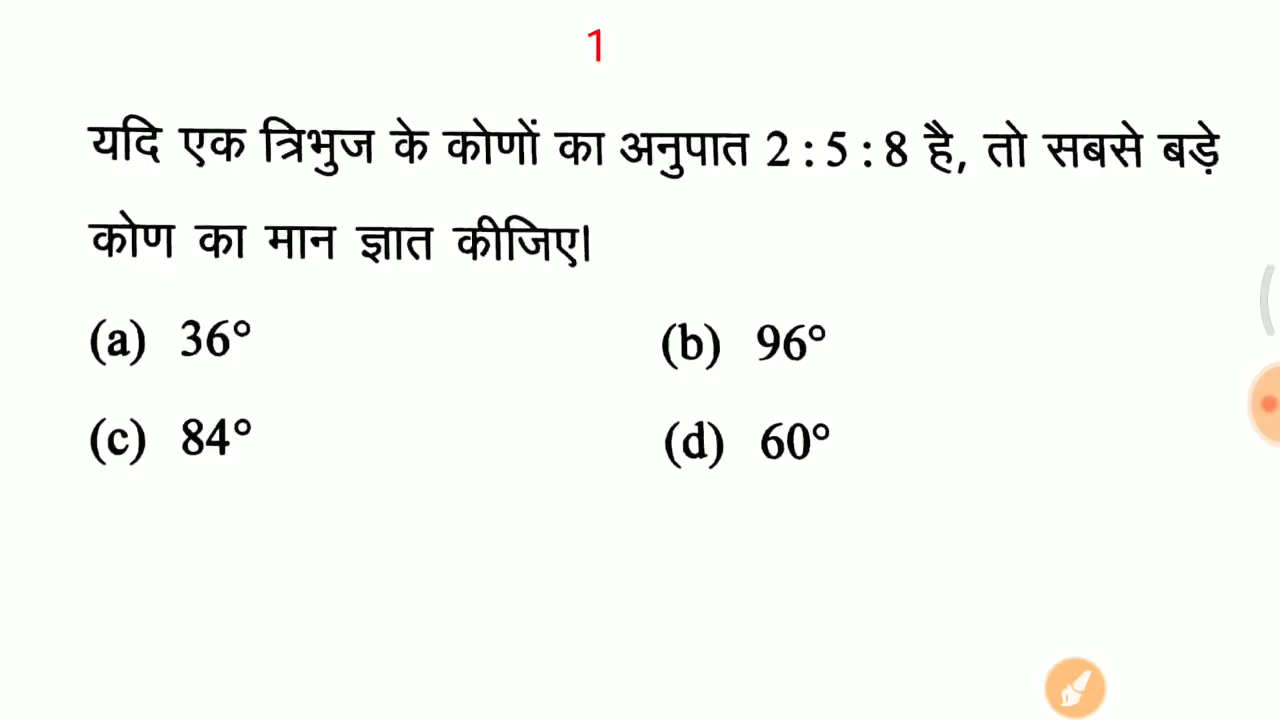 1
यदि एक त्रिभुज के कोणों का अनुपात 2 : 5 : 8 है, तो सबसे बड़े
कोण का मान ज्ञात कीजिए।
(a) 36° (b) 96°
(c) 84° (d) 60°